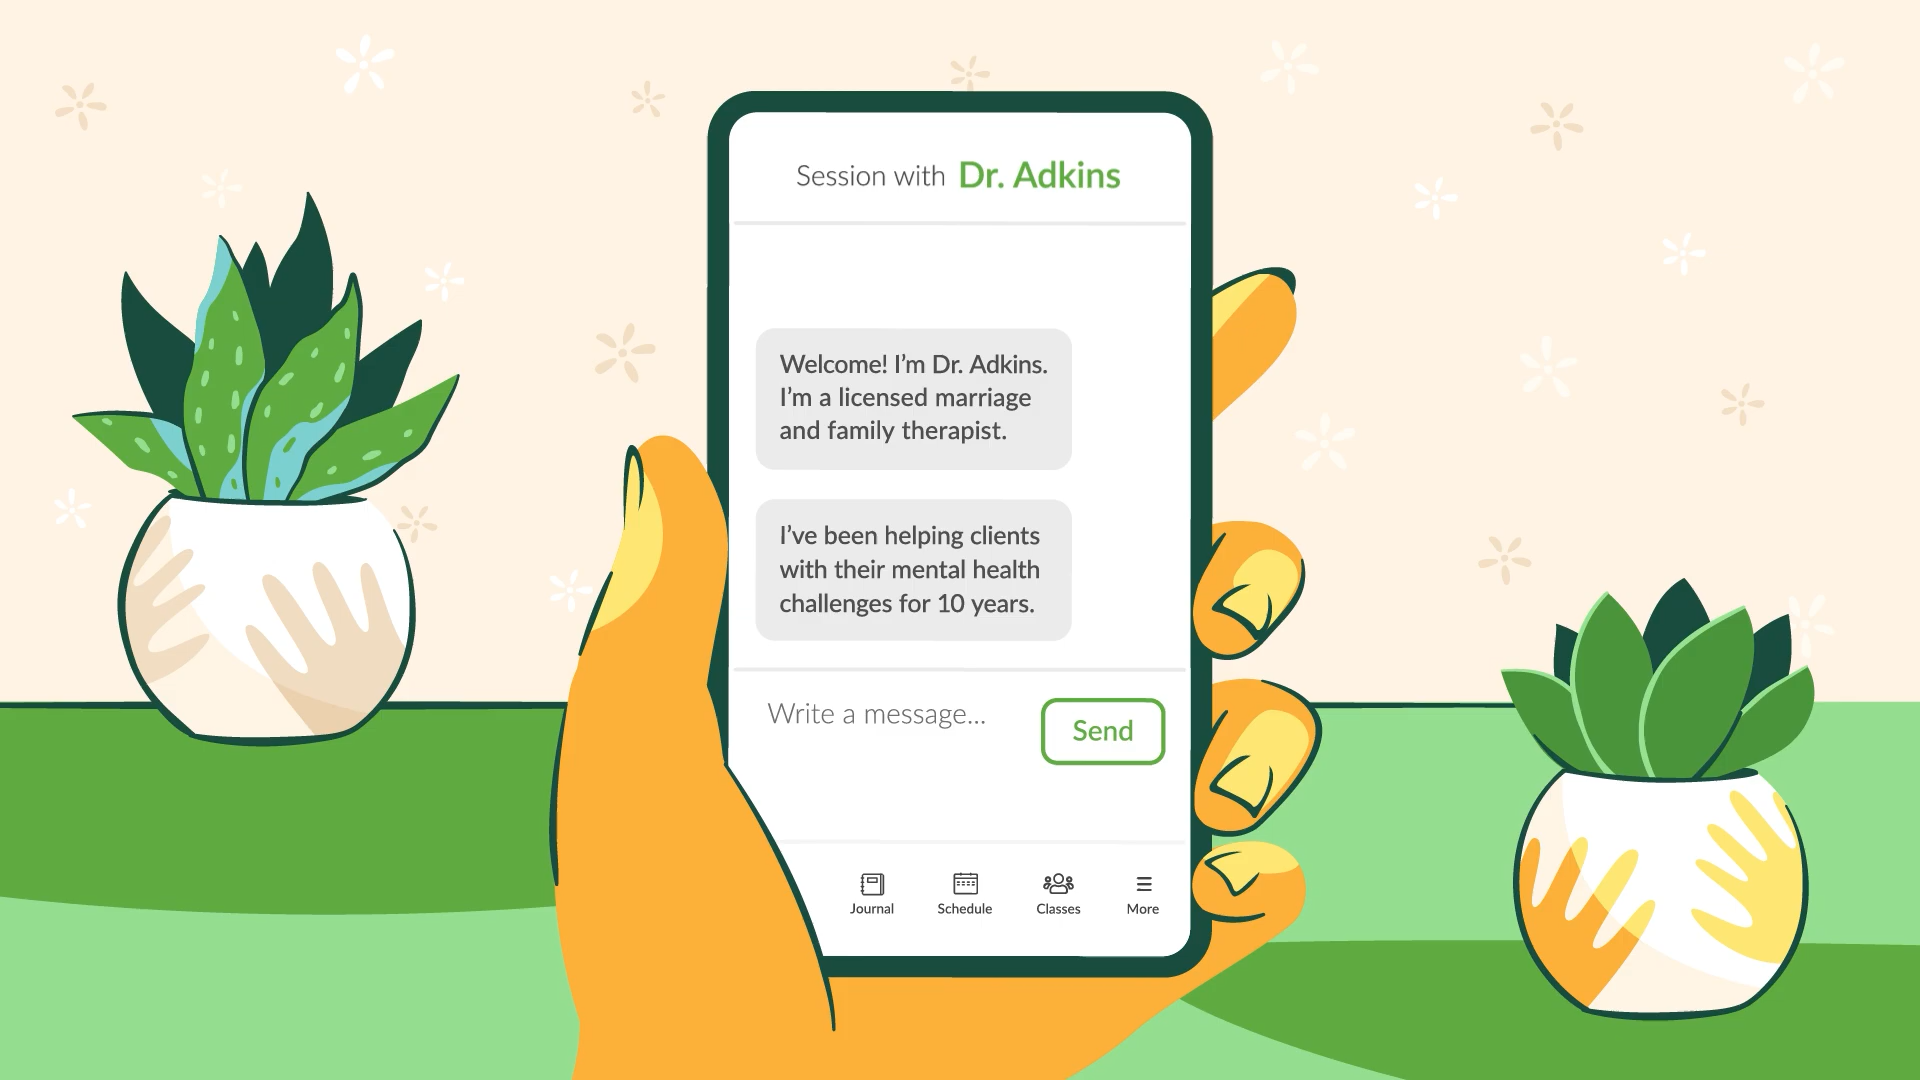 Session with Dr. Adkins
Welcome! I’m Dr. Adkins.
I’m a licensed marriage
and family therapist.
I’ve been helping clients
with their mental health
challenges for 10 years.
Write a message...
Send
Journal
Schedule
Classes
More